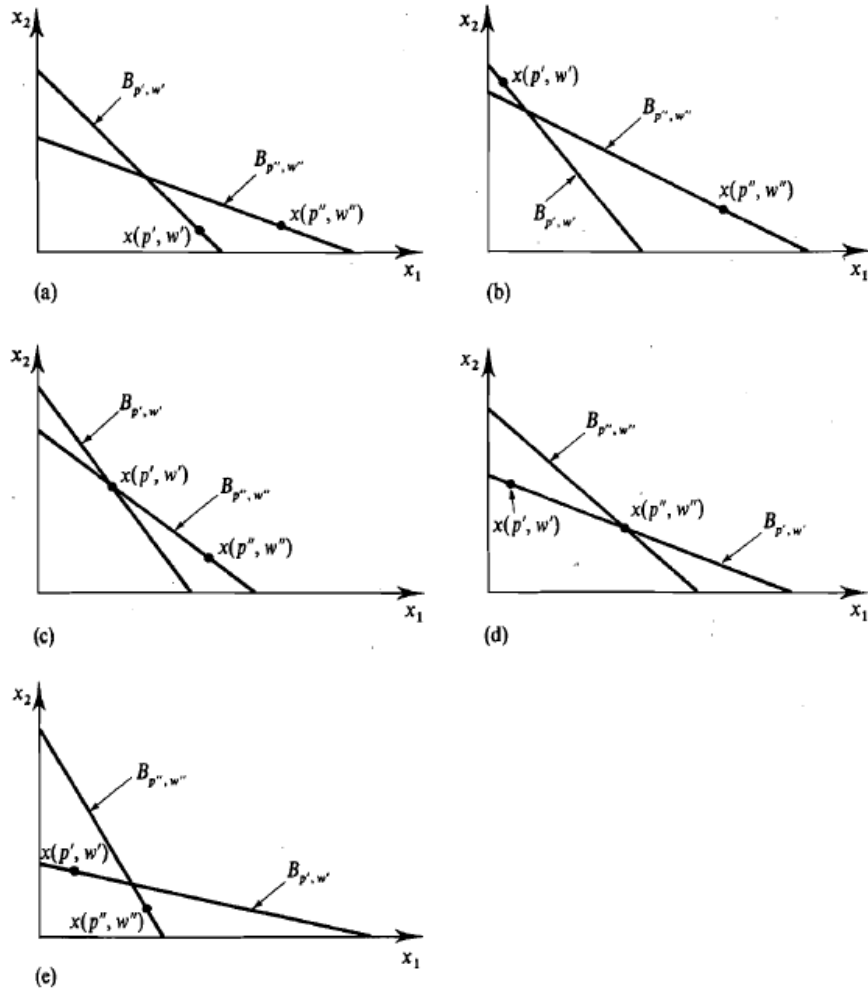 x₂
B_{p′, w′}
B_{p″, w″}
x(p″, w″)
x(p′, w′)
x₁
(a)
x₂
x(p′, w′)
B_{p″, w″}
x(p″, w″)
B_{p′, w′}
x₁
(b)
x₂
B_{p′, w′}
x(p′, w′)
B_{p″, w″}
x(p″, w″)
x₁
(c)
x₂
B_{p″, w″}
x(p″, w″)
x(p′, w′)
B_{p′, w′}
x₁
(d)
x₂
B_{p″, w″}
x(p′, w′)
B_{p′, w′}
x(p″, w″)
x₁
(e)